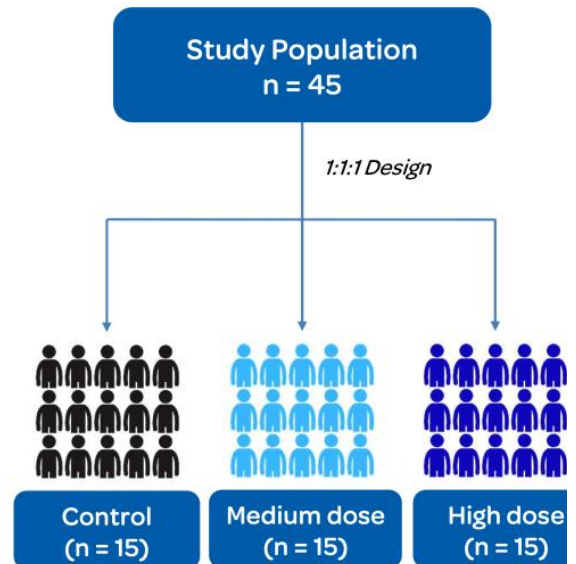 Study Population
n = 45
1:1:1 Design
Control
(n = 15)
Medium dose
(n = 15)
High dose
(n = 15)